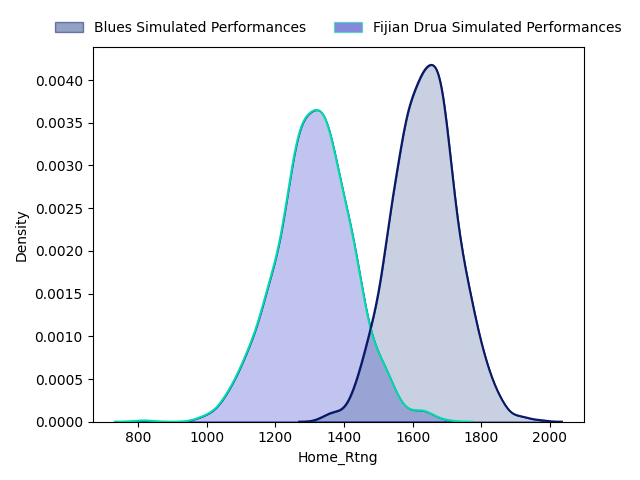 Blues Simulated Performances
Fijian Drua Simulated Performances
0.0040
0.0035
0.0030
0.0025
0.0020
0.0015
0.0010
0.0005
0.0000
Density
800 1000 1200 1400 1600 1800 2000
Home_Rtng